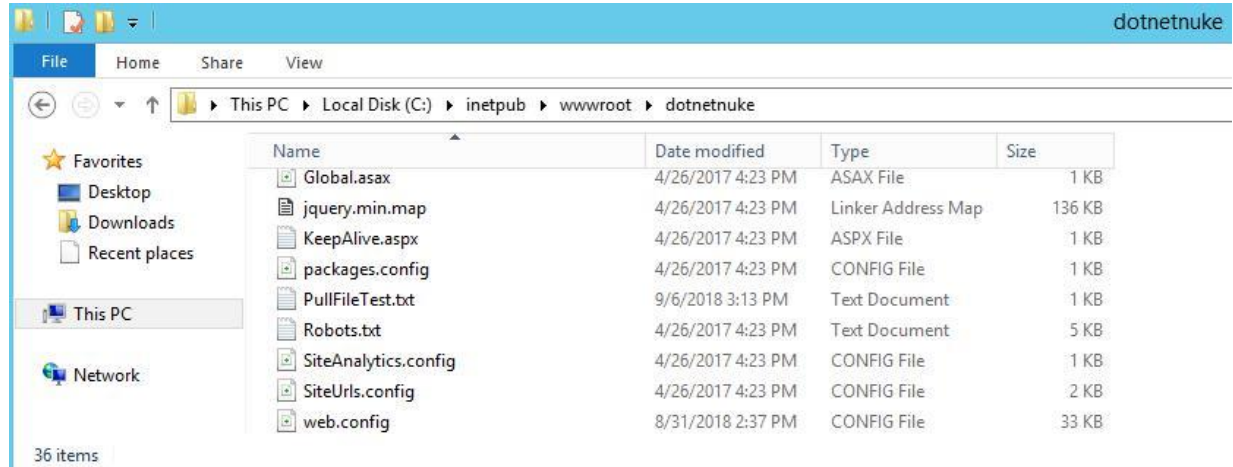 dotnetnuke
File Home Share View
This PC Local Disk (C:) inetpub wwwroot dotnetnuke
Favorites
Desktop
Downloads
Recent places
This PC
Network
Name Date modified Type Size
Global.asax 4/26/2017 4:23 PM ASAX File 1 KB
jquery.min.map 4/26/2017 4:23 PM Linker Address Map 136 KB
KeepAlive.aspx 4/26/2017 4:23 PM ASPX File 1 KB
packages.config 4/26/2017 4:23 PM CONFIG File 1 KB
PullFileTest.txt 9/6/2018 3:13 PM Text Document 1 KB
Robots.txt 4/26/2017 4:23 PM Text Document 5 KB
SiteAnalytics.config 4/26/2017 4:23 PM CONFIG File 1 KB
SiteUrls.config 4/26/2017 4:23 PM CONFIG File 2 KB
web.config 8/31/2018 2:37 PM CONFIG File 33 KB
36 items